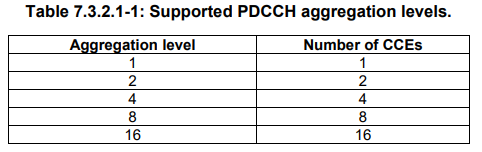 Table 7.3.2.1-1: Supported PDCCH aggregation levels.
Aggregation level Number of CCEs
1 1
2 2
4 4
8 8
16 16